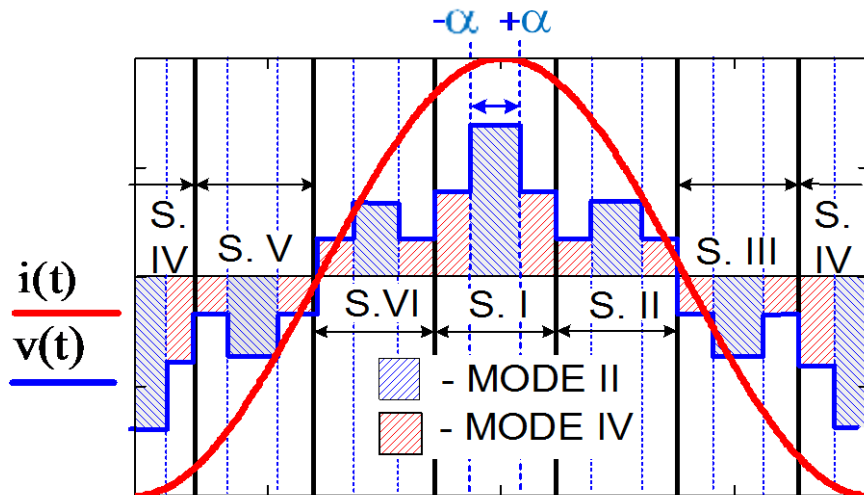 -α +α
S.
IV
S. V
S.VI
S. I
S. II
S. III
S.
IV
i(t)
v(t)
- MODE II
- MODE IV